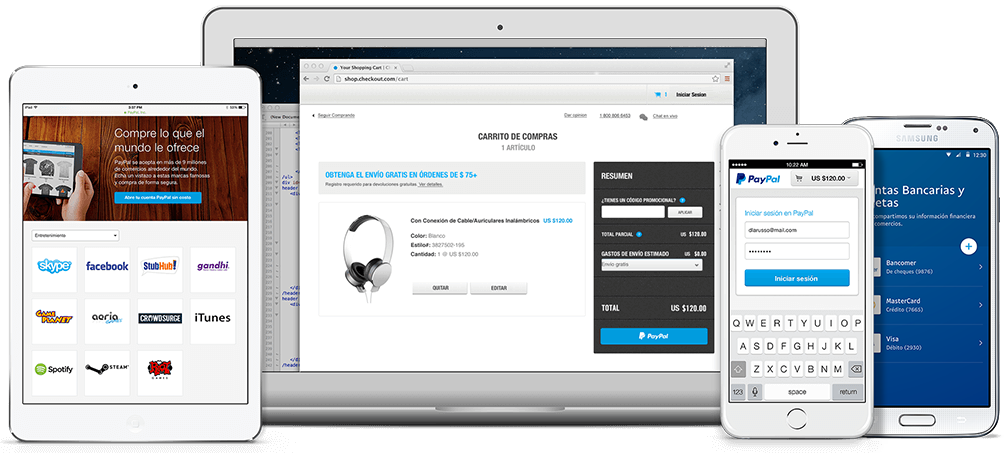 iPad
3:37 PM
33%
PayPal, Inc.
Compre lo que el
mundo le ofrece
PayPal se acepta en más de 9 millones
de comercios alrededor del mundo.
Echa un vistazo a estas marcas famosas
y compra de forma segura.
Abre tu cuenta PayPal sin costo
Entretenimiento
skype
facebook
StubHub!
gandhi
GAME PLANET
aeria
GAMES
CROWDSURGE
iTunes
Spotify
STEAM
Your Shopping Cart
shop.checkout.com/cart
(New Docume
1 Iniciar Sesion
Seguir Comprando
Dar opinion
Chat en vivo
CARRITO DE COMPRAS
1 ARTÍCULO
OBTENGA EL ENVÍO GRATIS EN ÓRDENES DE $ 75+
Registro requerido para devoluciones gratuitas. Ver detalles.
Con Conexión de Cable/Auriculares Inalámbricos US $120.00
Color: Blanco
Estilo#: 3827502-155
Cantidad: 1 @ US $120.00
QUITAR
EDITAR
RESUMEN
¿TIENES UN CÓDIGO PROMOCIONAL? ?
APLICAR
TOTAL PARCIAL ? US $120.00
GASTOS DE ENVÍO ESTIMADO US $0.00
Envío gratis
TOTAL US $120.00
PayPal
10:22 AM
PayPal
US $120.00
Iniciar sesión en PayPal
dlarusso@mail.com
Iniciar sesión
Q W E R T Y U I O P
A S D F G H J K L
Z X C V B N M
123 space return
SAMSUNG
12:30
ntas Bancarias y
etas
compartimos su información financiera
comercios.
Bancomer
De cheques (9876)
MasterCard
Crédito (7665)
Visa
Débito (2930)